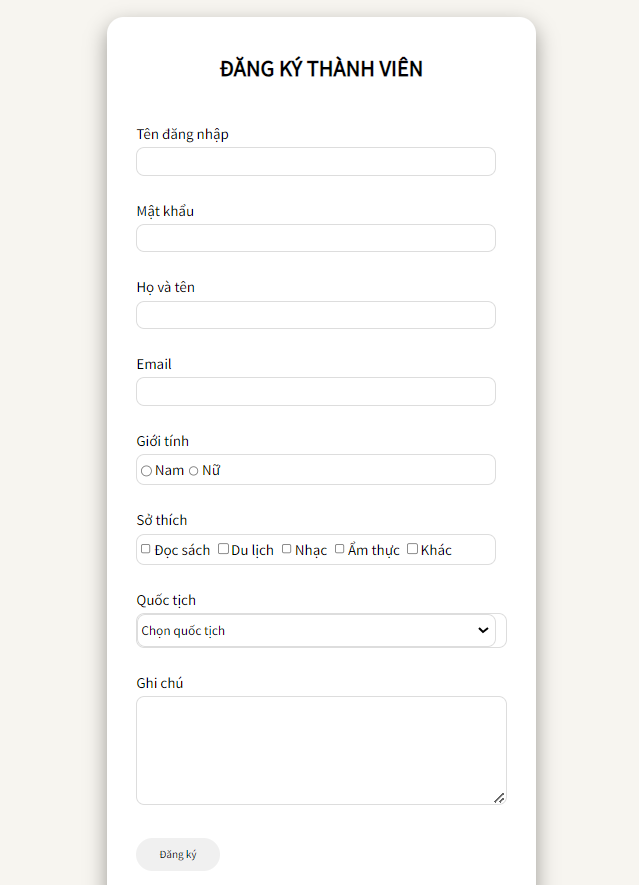 ĐĂNG KÝ THÀNH VIÊN
Tên đăng nhập
Mật khẩu
Họ và tên
Email
Giới tính
Nam Nữ
Sở thích
Đọc sách Du lịch Nhạc Ẩm thực Khác
Quốc tịch
Chọn quốc tịch
Ghi chú
Đăng ký